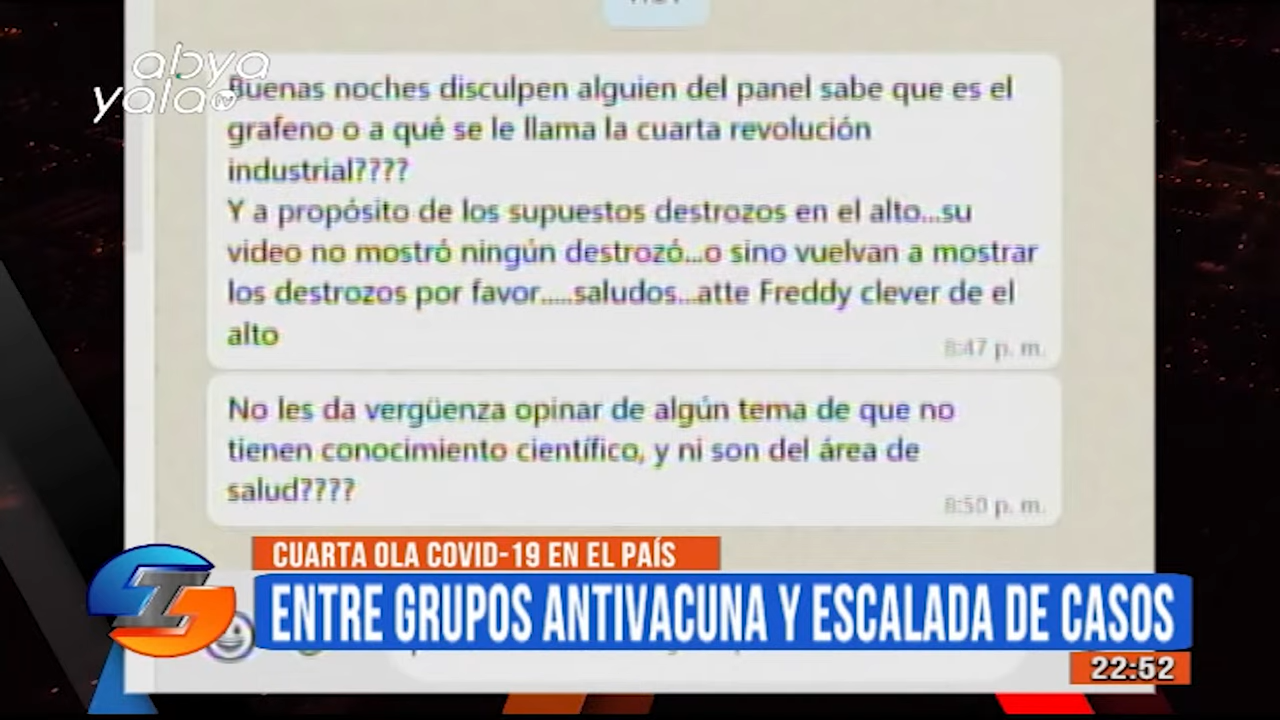 abya
yala tv
Buenas noches disculpen alguien del panel sabe que es el
grafeno o a qué se le llama la cuarta revolución
industrial????
Y a propósito de los supuestos destrozos en el alto...su
video no mostró ningún destrozó...o sino vuelvan a mostrar
los destrozos por favor.....saludos...atte Freddy clever de el
alto
8:47 p. m.
No les da vergüenza opinar de algún tema de que no
tienen conocimiento científico, y ni son del área de
salud????
8:50 p. m.
CUARTA OLA COVID-19 EN EL PAÍS
ENTRE GRUPOS ANTIVACUNA Y ESCALADA DE CASOS
22:52